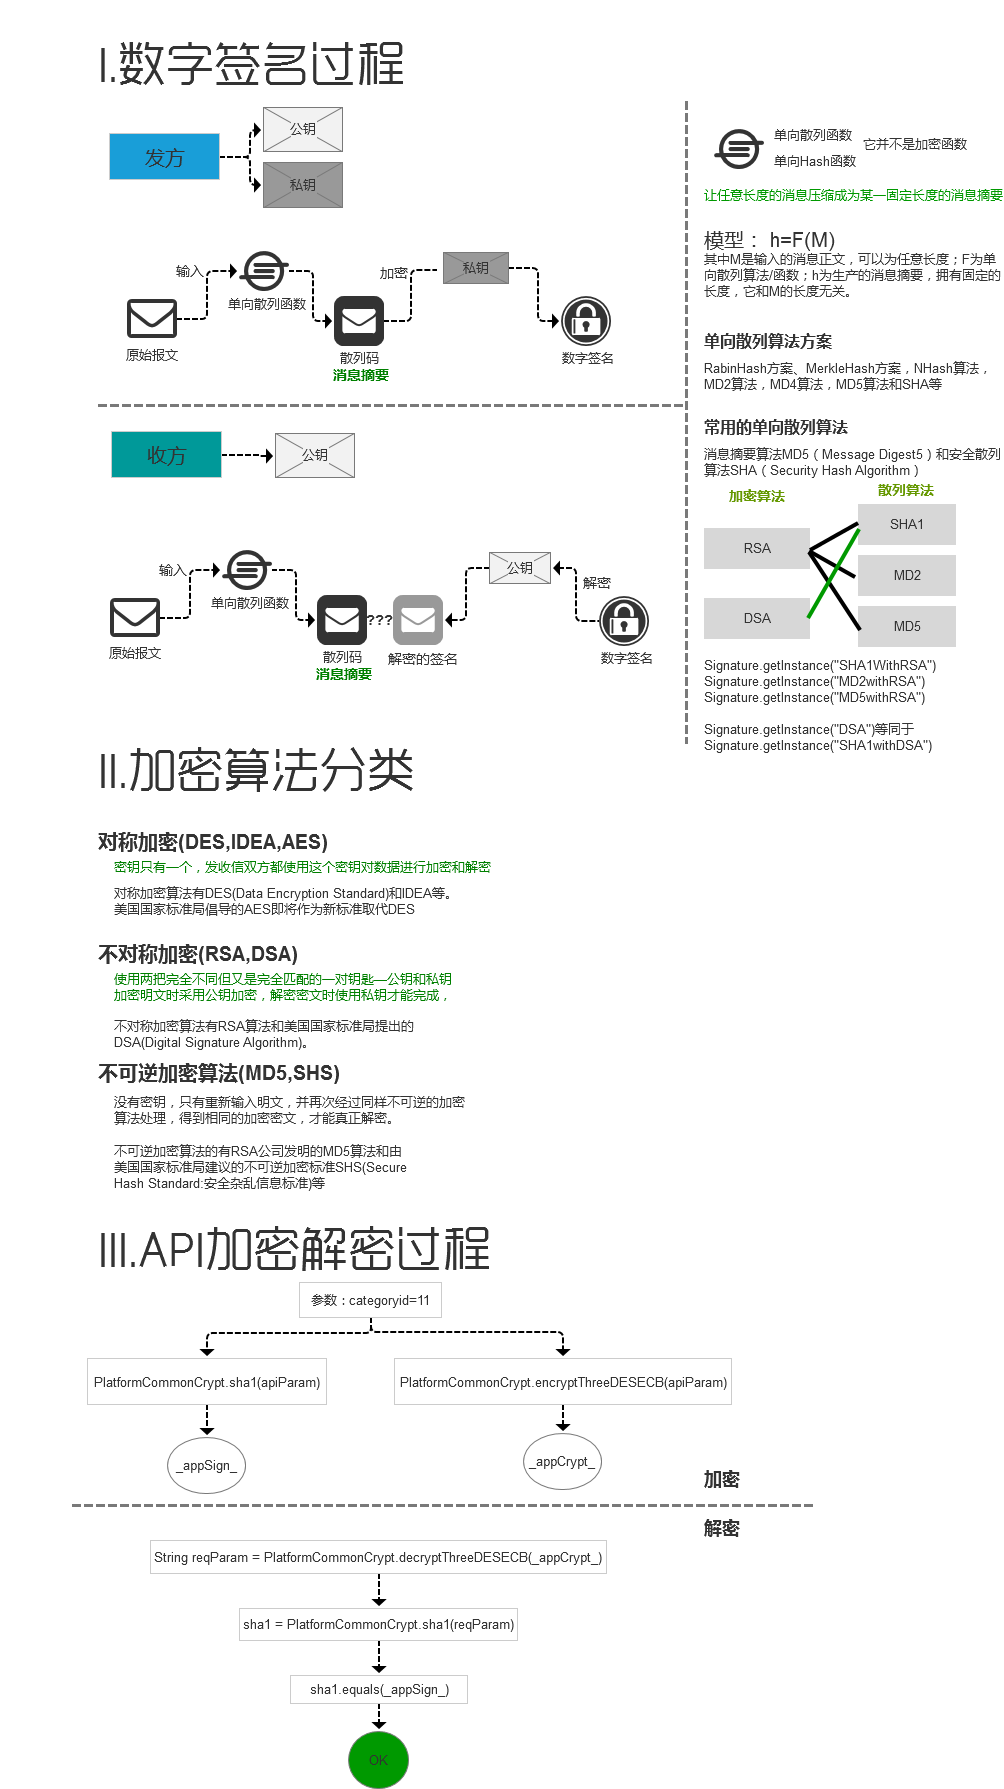 I.数字签名过程
发方
公钥
私钥
输入
单向散列函数
原始报文
散列码
消息摘要
加密
私钥
数字签名
收方
公钥
输入
单向散列函数
原始报文
散列码
消息摘要
???
解密的签名
公钥
解密
数字签名
单向散列函数
单向Hash函数
它并不是加密函数
让任意长度的消息压缩成为某一固定长度的消息摘要
模型： h=F(M)
其中M是输入的消息正文，可以为任意长度；F为单
向散列算法/函数；h为生产的消息摘要，拥有固定的
长度，它和M的长度无关。
单向散列算法方案
RabinHash方案、MerkleHash方案，NHash算法，
MD2算法，MD4算法，MD5算法和SHA等
常用的单向散列算法
消息摘要算法MD5（Message Digest5）和安全散列
算法SHA（Security Hash Algorithm）
加密算法
散列算法
RSA
DSA
SHA1
MD2
MD5
Signature.getInstance("SHA1WithRSA")
Signature.getInstance("MD2withRSA")
Signature.getInstance("MD5withRSA")
Signature.getInstance("DSA")等同于
Signature.getInstance("SHA1withDSA")
II.加密算法分类
对称加密(DES,IDEA,AES)
密钥只有一个，发收信双方都使用这个密钥对数据进行加密和解密
对称加密算法有DES(Data Encryption Standard)和IDEA等。
美国国家标准局倡导的AES即将作为新标准取代DES
不对称加密(RSA,DSA)
使用两把完全不同但又是完全匹配的一对钥匙—公钥和私钥
加密明文时采用公钥加密，解密密文时使用私钥才能完成，
不对称加密算法有RSA算法和美国国家标准局提出的
DSA(Digital Signature Algorithm)。
不可逆加密算法(MD5,SHS)
没有密钥，只有重新输入明文，并再次经过同样不可逆的加密
算法处理，得到相同的加密密文，才能真正解密。
不可逆加密算法的有RSA公司发明的MD5算法和由
美国国家标准局建议的不可逆加密标准SHS(Secure
Hash Standard:安全杂乱信息标准)等
III.API加密解密过程
参数：categoryid=11
PlatformCommonCrypt.sha1(apiParam)
PlatformCommonCrypt.encryptThreeDESECB(apiParam)
_appSign_
_appCrypt_
加密
解密
String reqParam = PlatformCommonCrypt.decryptThreeDESECB(_appCrypt_)
sha1 = PlatformCommonCrypt.sha1(reqParam)
sha1.equals(_appSign_)
OK